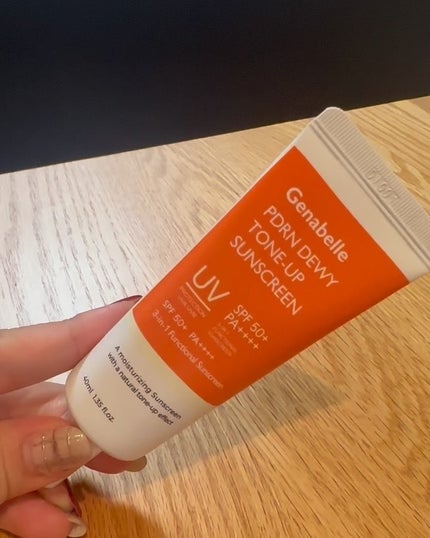 Genabelle
PDRN DEWY
TONE-UP
SUNSCREEN
UV
SPF 50+
PA++++
SPF 50+ PA++++
3-in-1 Functional Sunscreen
A moisturizing Sunscreen
with a natural tone-up effect
40ml 1.35 fl.oz.